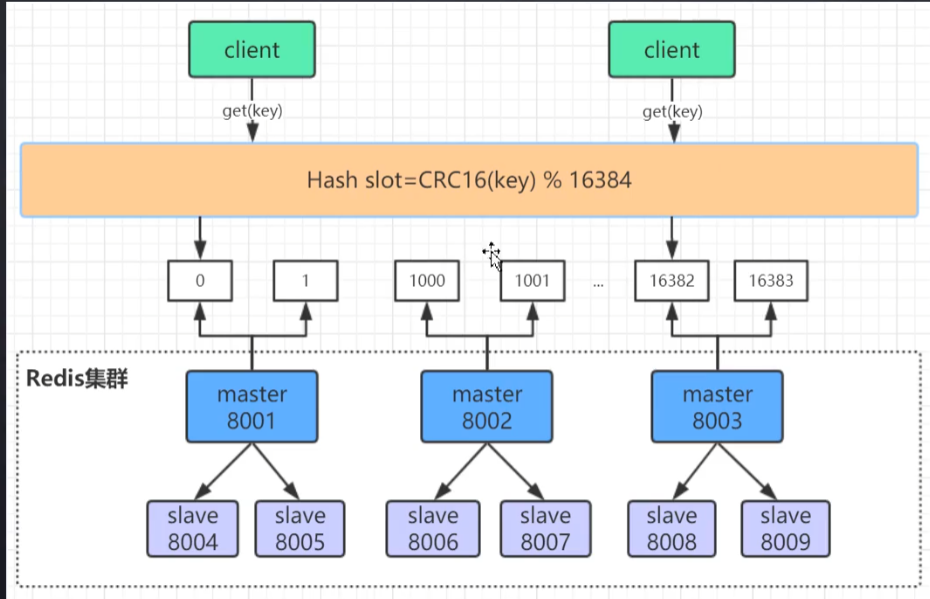 client
client
get(key)
get(key)
Hash slot=CRC16(key) % 16384
0
1
1000
1001
...
16382
16383
Redis集群
master
8001
master
8002
master
8003
slave
8004
slave
8005
slave
8006
slave
8007
slave
8008
slave
8009